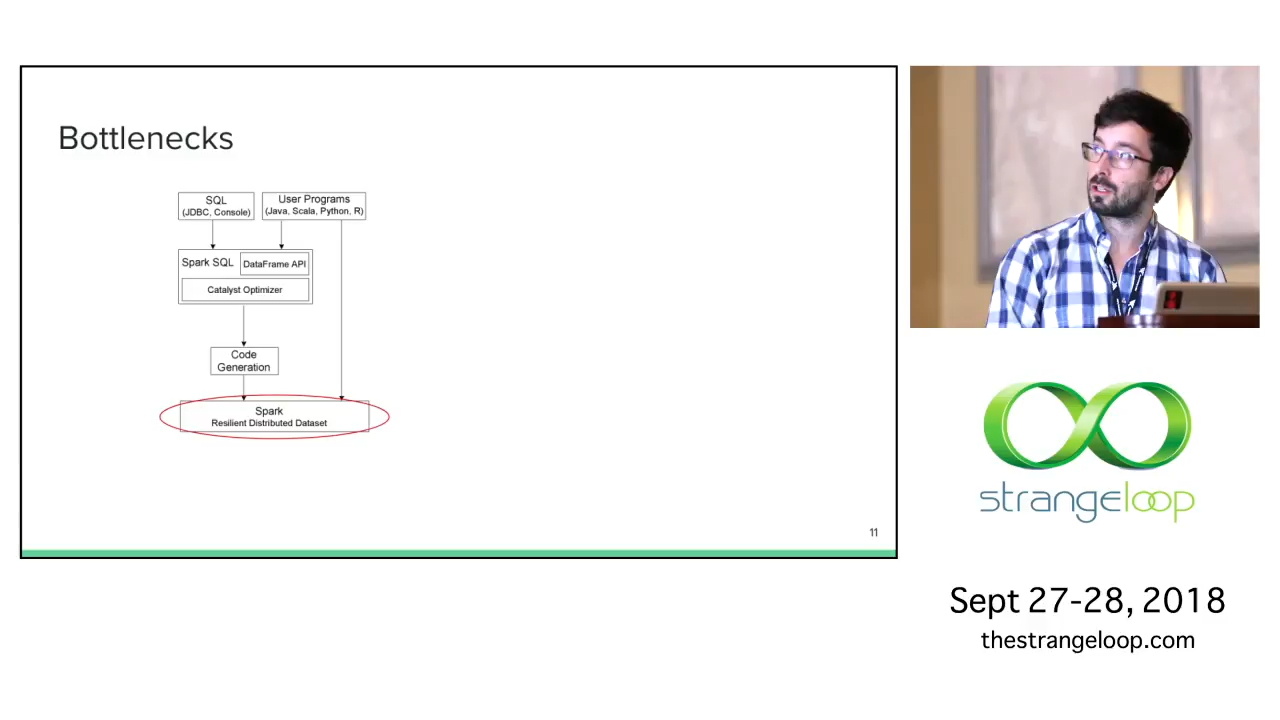 Bottlenecks
SQL
(JDBC, Console)
User Programs
(Java, Scala, Python, R)
Spark SQL
DataFrame API
Catalyst Optimizer
Code
Generation
Spark
Resilient Distributed Dataset
11
strangeloop
Sept 27-28, 2018
thestrangeloop.com